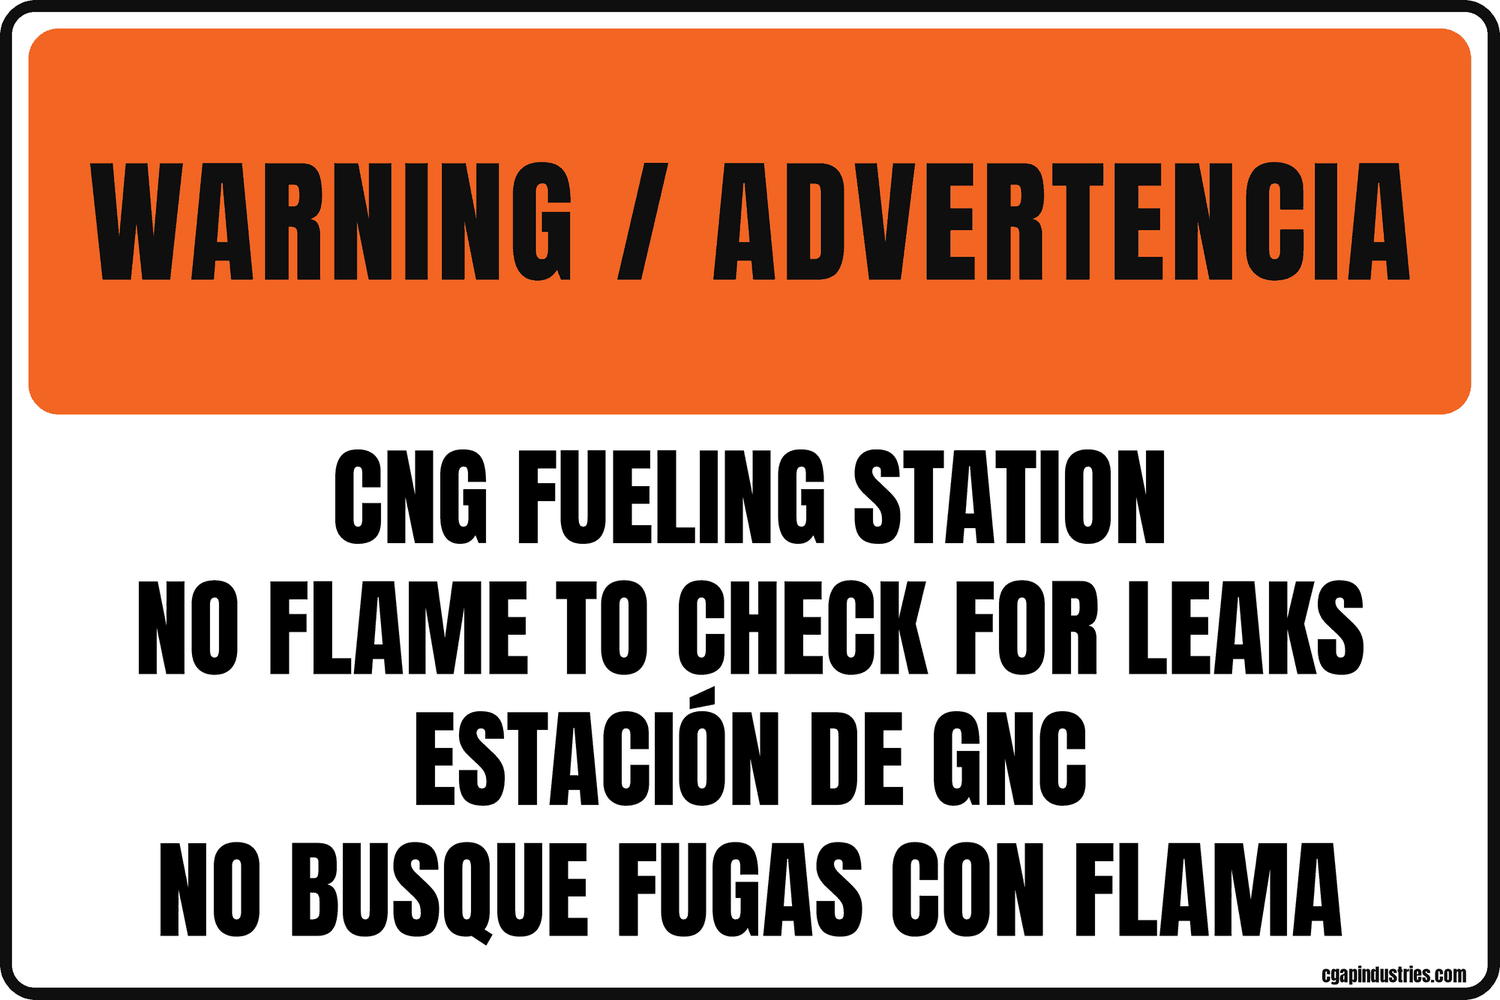 WARNING / ADVERTENCIA
CNG FUELING STATION
NO FLAME TO CHECK FOR LEAKS
ESTACIÓN DE GNC
NO BUSQUE FUGAS CON FLAMA
cgapindustries.com